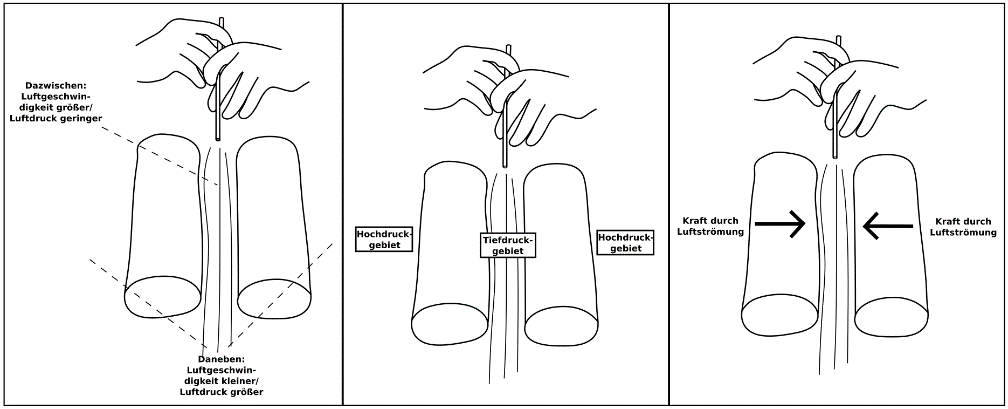 Dazwischen:
Luftgeschwin-
digkeit größer/
Luftdruck geringer
Daneben:
Luftgeschwin-
digkeit kleiner/
Luftdruck größer
Hochdruck-
gebiet
Tiefdruck-
gebiet
Hochdruck-
gebiet
Kraft durch
Luftströmung
Kraft durch
Luftströmung